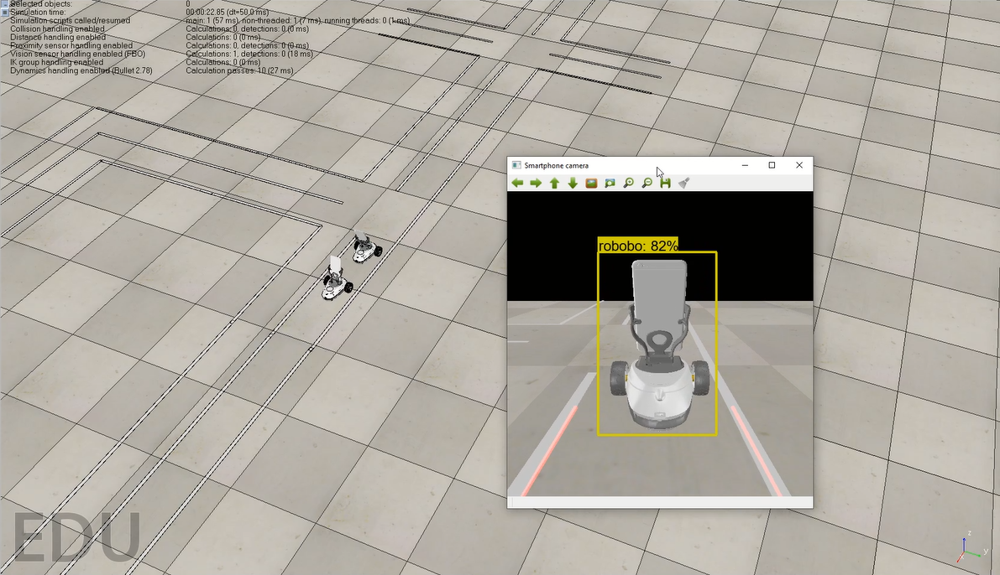 Selected objects: 0
Simulation time: 00:00:22.85 (dt=50.0 ms)
Simulation scripts called/resumed main: 1 (57 ms), non-threaded: 1 (7 ms), running threads: 0 (1 ms)
Collision handling enabled Calculations: 0, detections: 0 (0 ms)
Distance handling enabled Calculations: 0 (0 ms)
Proximity sensor handling enabled Calculations: 0, detections: 0 (0 ms)
Vision sensor handling enabled (FBO) Calculations: 1, detections: 0 (18 ms)
IK group handling enabled Calculations: 0 (0 ms)
Dynamics handling enabled (Bullet 2.78) Calculation passes: 10 (27 ms)
Smartphone camera
robobo: 82%
EDU
z
y